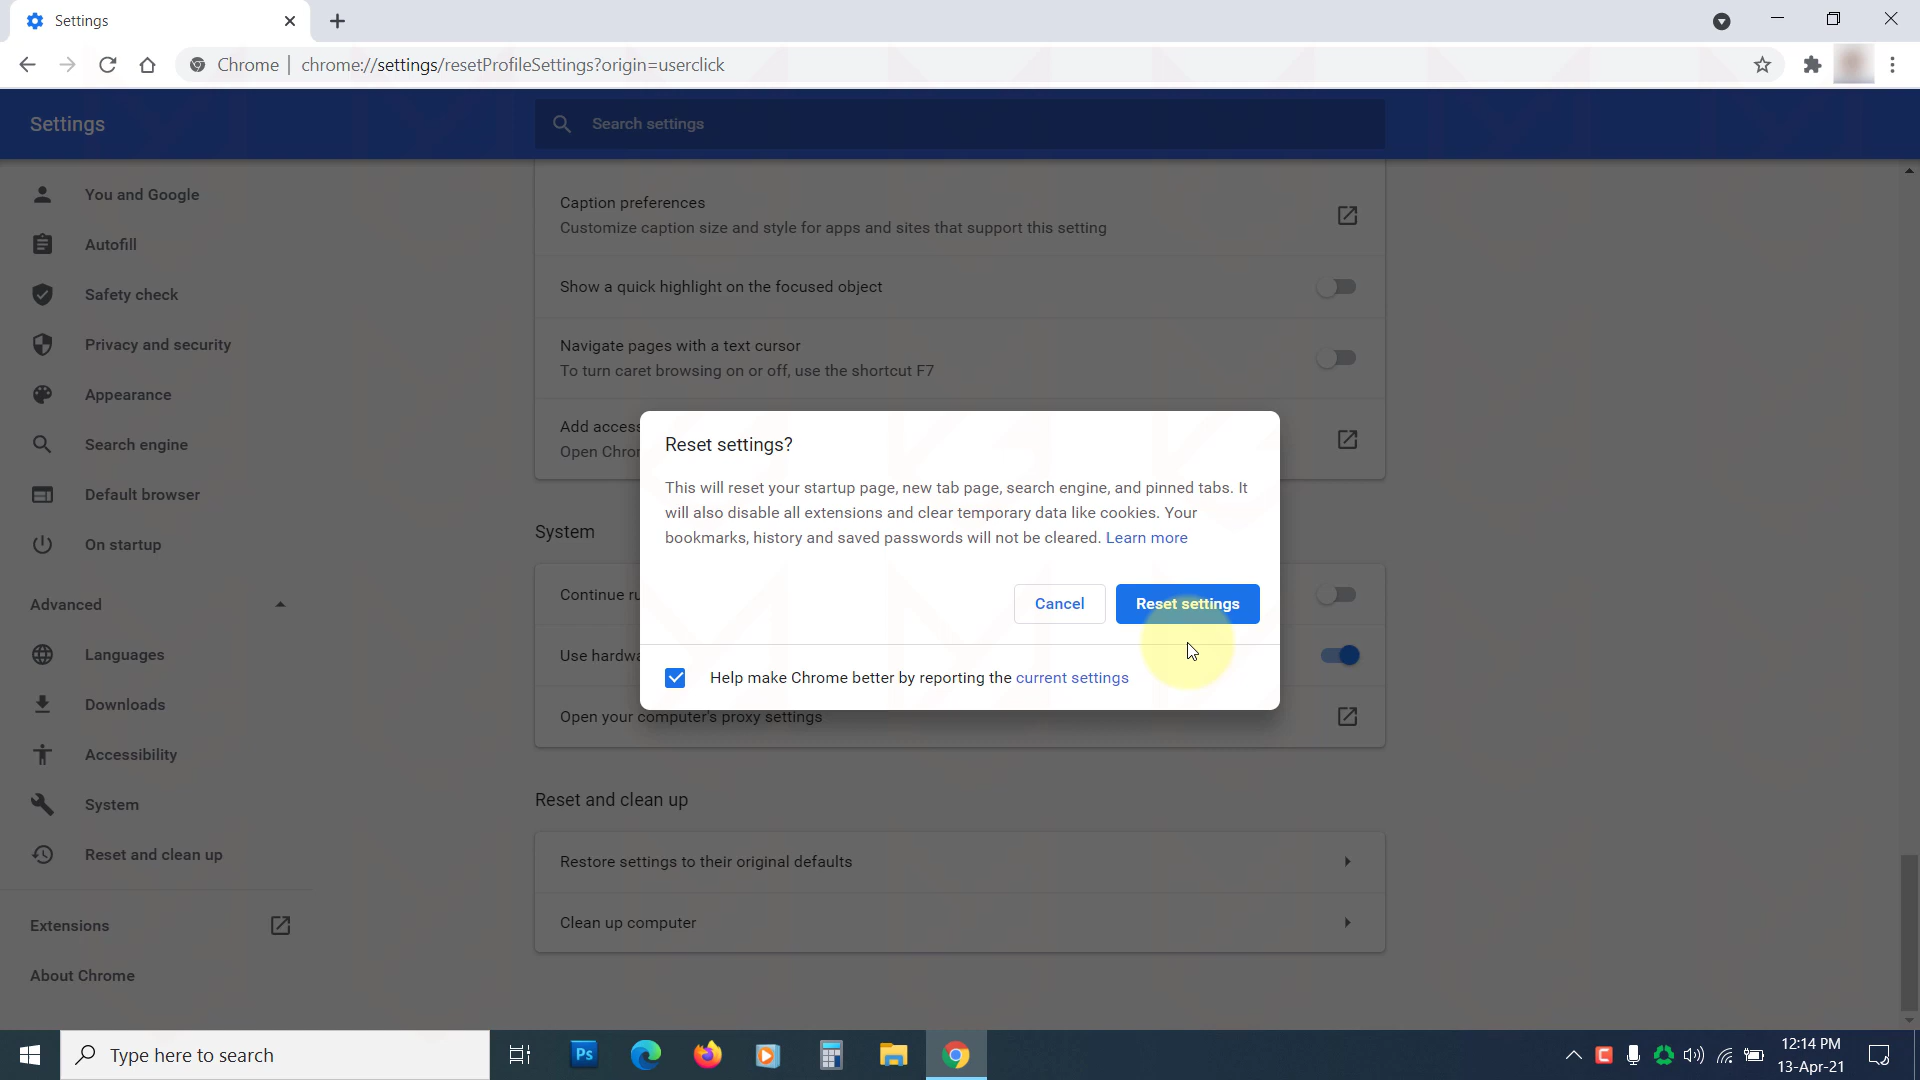 Settings
Chrome | chrome://settings/resetProfileSettings?origin=userclick
Settings
Search settings
You and Google
Autofill
Safety check
Privacy and security
Appearance
Search engine
Default browser
On startup
Advanced
Languages
Downloads
Accessibility
System
Reset and clean up
Extensions
About Chrome
Caption preferences
Customize caption size and style for apps and sites that support this setting
Show a quick highlight on the focused object
Navigate pages with a text cursor
To turn caret browsing on or off, use the shortcut F7
Add access
Open Chro
System
Continue ru
Use hardwa
Open your computer's proxy settings
Reset and clean up
Restore settings to their original defaults
Clean up computer
Reset settings?
This will reset your startup page, new tab page, search engine, and pinned tabs. It
will also disable all extensions and clear temporary data like cookies. Your
bookmarks, history and saved passwords will not be cleared. Learn more
Cancel
Reset settings
Help make Chrome better by reporting the current settings
Type here to search
Ps
12:14 PM
13-Apr-21